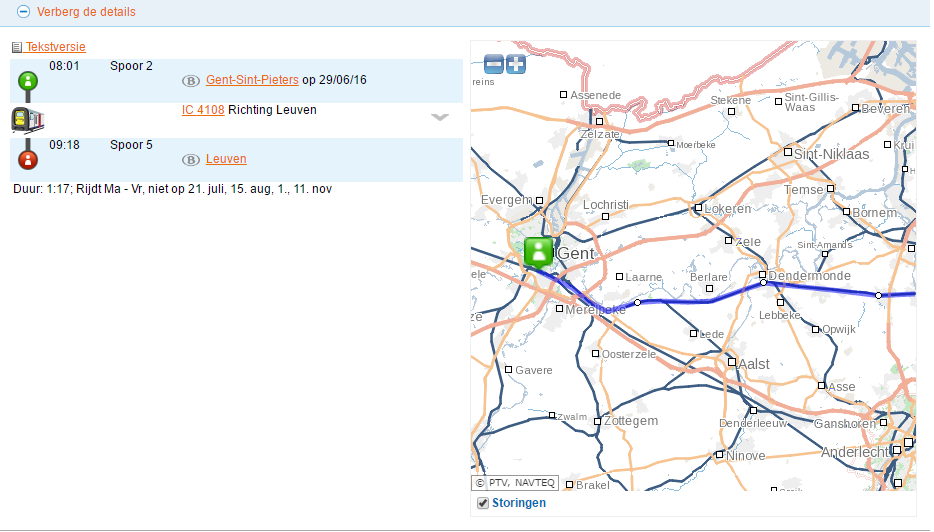 Verberg de details
Tekstversie
08:01 Spoor 2
B Gent-Sint-Pieters op 29/06/16
IC 4108 Richting Leuven
09:18 Spoor 5
B Leuven
Duur: 1:17; Rijdt Ma - Vr, niet op 21. juli, 15. aug, 1., 11. nov
reins
Assenede
Stekene
Sint-Gillis-
Waas
Beveren
Zelzate
Moerbeke
Krui
Sint-Niklaas
H
Temse
Evergem
Lochristi
Lokeren
Bornem
Zele
Sint-Amands
Gent
ele
Laarne
Berlare
Dendermonde
Merelbeke
Lebbeke
ze
Opwijk
Lede
Oosterzele
Aalst
Gavere
Asse
Zwalm
Zottegem
Denderleeuw
Ganshoren
Anderlecht
Ninove
Brakel
© PTV, NAVTEQ
Storingen